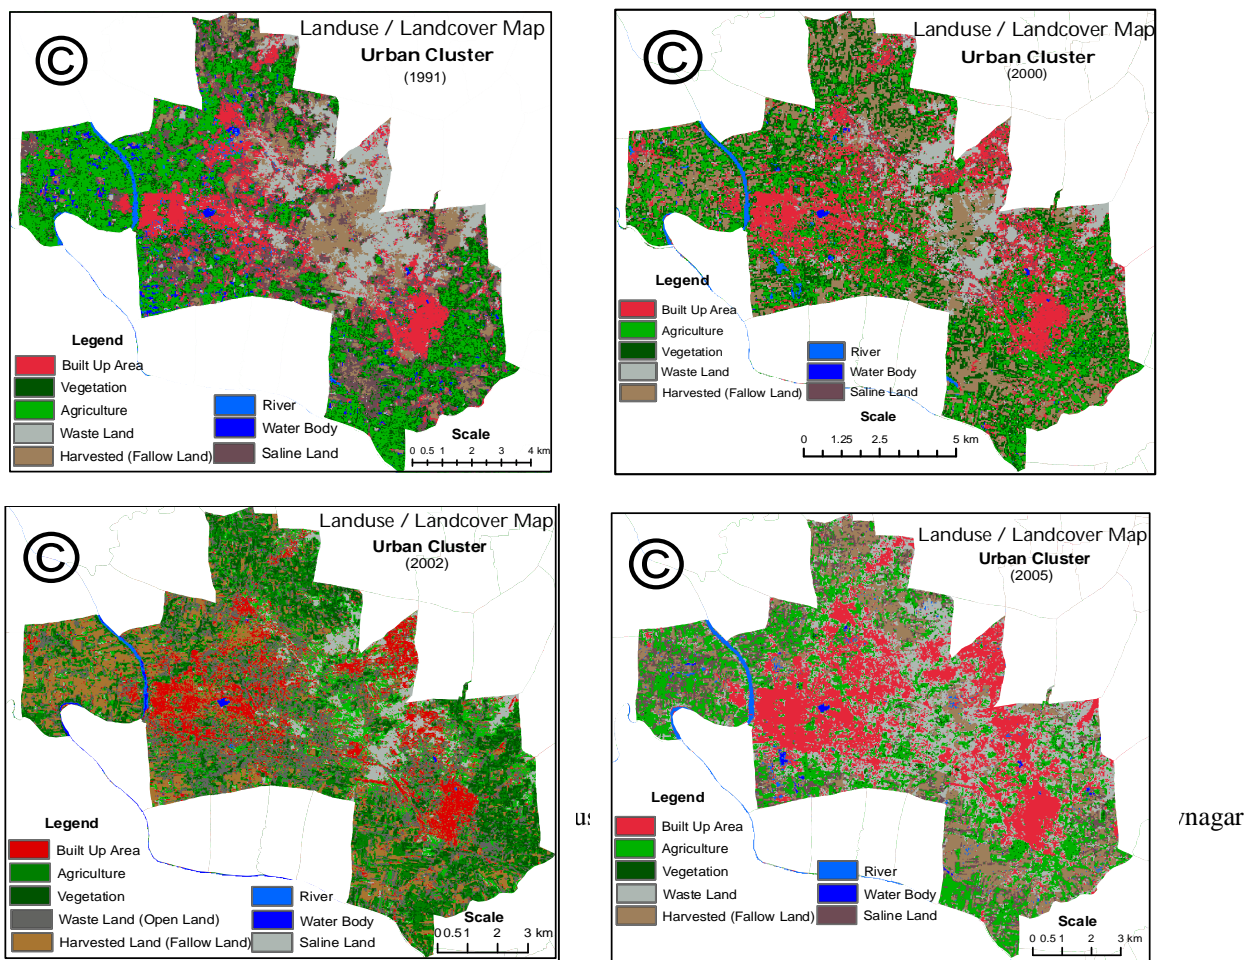 ©
Landuse / Landcover Map
Urban Cluster
(1991)
Legend
Built Up Area
Vegetation
Agriculture
Waste Land
Harvested (Fallow Land)
River
Water Body
Saline Land
Scale
0 0.5 1 2 3 4 km
©
Landuse / Landcover Map
Urban Cluster
(2000)
Legend
Built Up Area
Agriculture
Vegetation
Waste Land
Harvested (Fallow Land)
River
Water Body
Saline Land
Scale
0 1.25 2.5 5 km
©
Landuse / Landcover Map
Urban Cluster
(2002)
Legend
Built Up Area
Agriculture
Vegetation
Waste Land (Open Land)
Harvested Land (Fallow Land)
River
Water Body
Saline Land
Scale
0 0.5 1 2 3 km
©
Landuse / Landcover Map
Urban Cluster
(2005)
Legend
Built Up Area
Agriculture
Vegetation
Waste Land
Harvested (Fallow Land)
River
Water Body
Saline Land
Scale
0 0.5 1 2 3 km
nagar